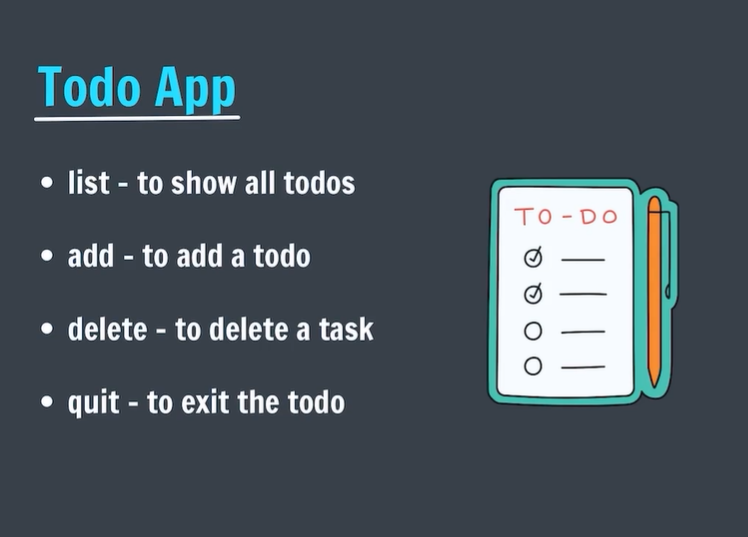 Todo App
• list - to show all todos
• add - to add a todo
• delete - to delete a task
• quit - to exit the todo
TO-DO